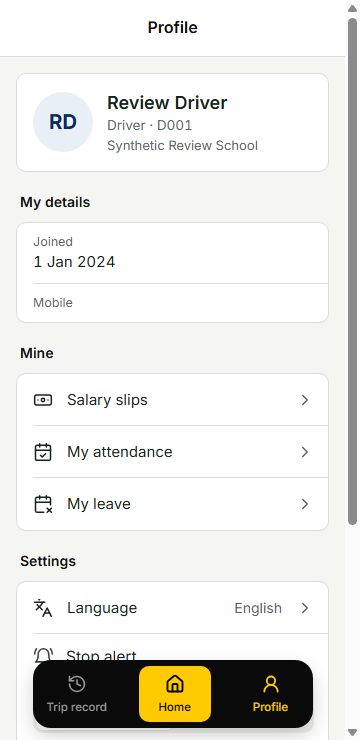 Profile
RD
Review Driver
Driver · D001
Synthetic Review School
My details
Joined
1 Jan 2024
Mobile
Mine
Salary slips
My attendance
My leave
Settings
Language English
Stop alert
Trip record
Home
Profile